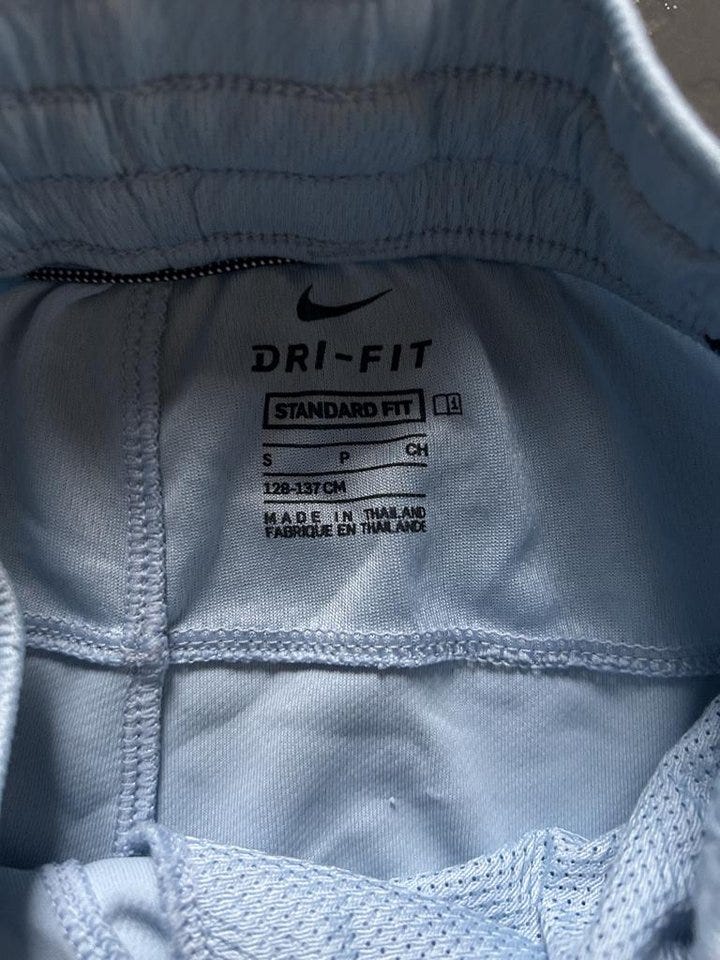 DRI-FIT
STANDARD FIT
S P CH
128-137 CM
MADE IN THAILAND
FABRIQUE EN THAILANDE